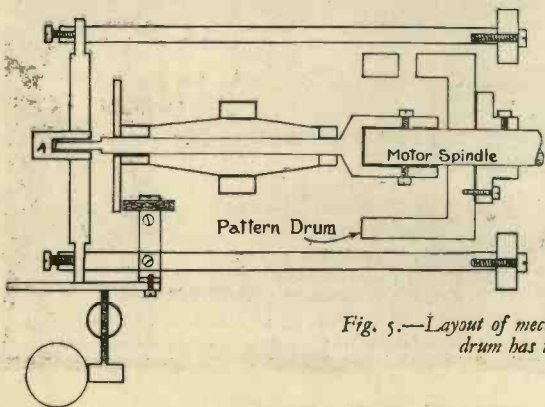 A
Motor Spindle
Pattern Drum
Fig. 5.—Layout of mec
drum has